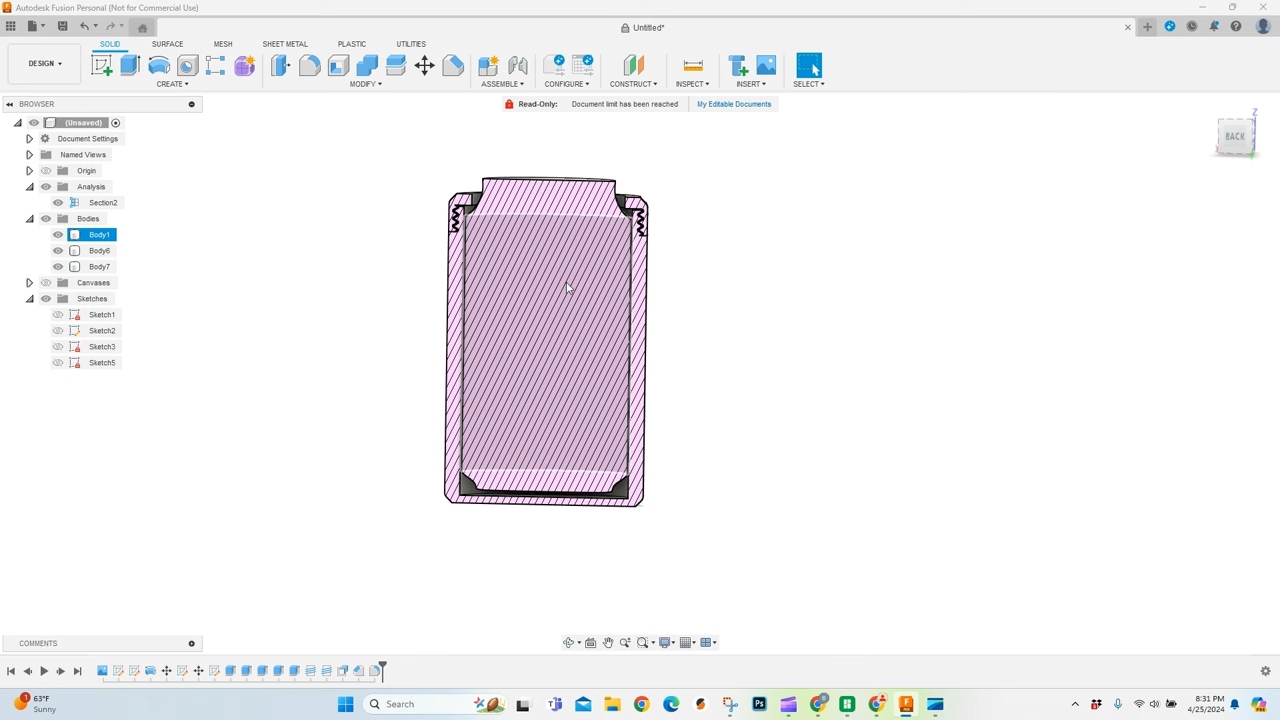 Autodesk Fusion Personal (Not for Commercial Use)
Untitled*
DESIGN
SOLID SURFACE MESH SHEET METAL PLASTIC UTILITIES
CREATE MODIFY ASSEMBLE CONFIGURE CONSTRUCT INSPECT INSERT SELECT
BROWSER
Read-Only: Document limit has been reached My Editable Documents
(Unsaved)
Document Settings
Named Views
Origin
Analysis
Section2
Bodies
Body1
Body6
Body7
Canvases
Sketches
Sketch1
Sketch2
Sketch3
Sketch5
Z
BACK
COMMENTS
63°F
Sunny
Search
8:31 PM
4/25/2024